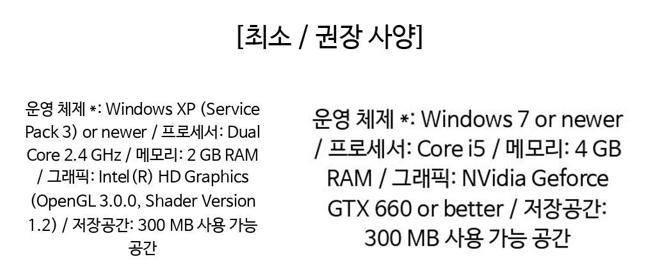 [최소 / 권장 사양]
운영 체제 *: Windows XP (Service
Pack 3) or newer / 프로세서: Dual
Core 2.4 GHz / 메모리: 2 GB RAM
/ 그래픽: Intel(R) HD Graphics
(OpenGL 3.0.0, Shader Version
1.2) / 저장공간: 300 MB 사용 가능
공간
운영 체제 *: Windows 7 or newer
/ 프로세서: Core i5 / 메모리: 4 GB
RAM / 그래픽: NVidia Geforce
GTX 660 or better / 저장공간:
300 MB 사용 가능 공간